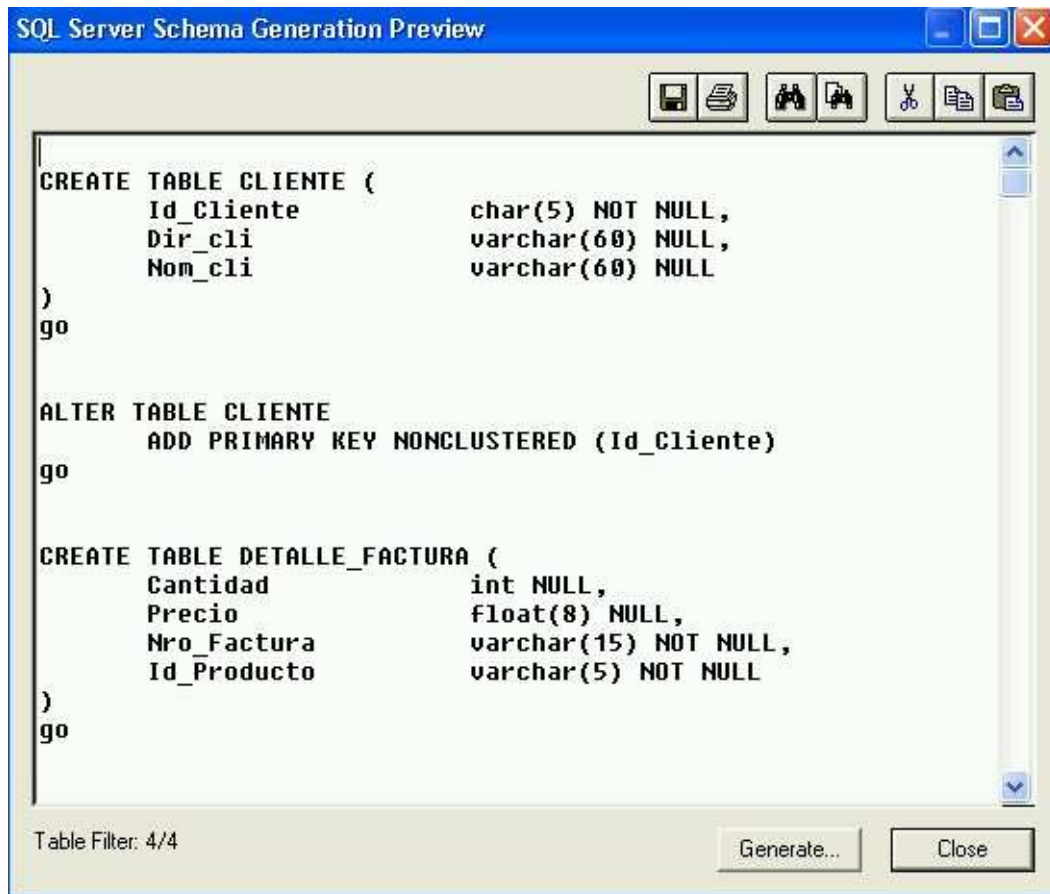 SQL Server Schema Generation Preview
CREATE TABLE CLIENTE (
Id_Cliente char(5) NOT NULL,
Dir_cli varchar(60) NULL,
Nom_cli varchar(60) NULL
)
go
ALTER TABLE CLIENTE
ADD PRIMARY KEY NONCLUSTERED (Id_Cliente)
go
CREATE TABLE DETALLE_FACTURA (
Cantidad int NULL,
Precio float(8) NULL,
Nro_Factura varchar(15) NOT NULL,
Id_Producto varchar(5) NOT NULL
)
go
Table Filter: 4/4
Generate... Close